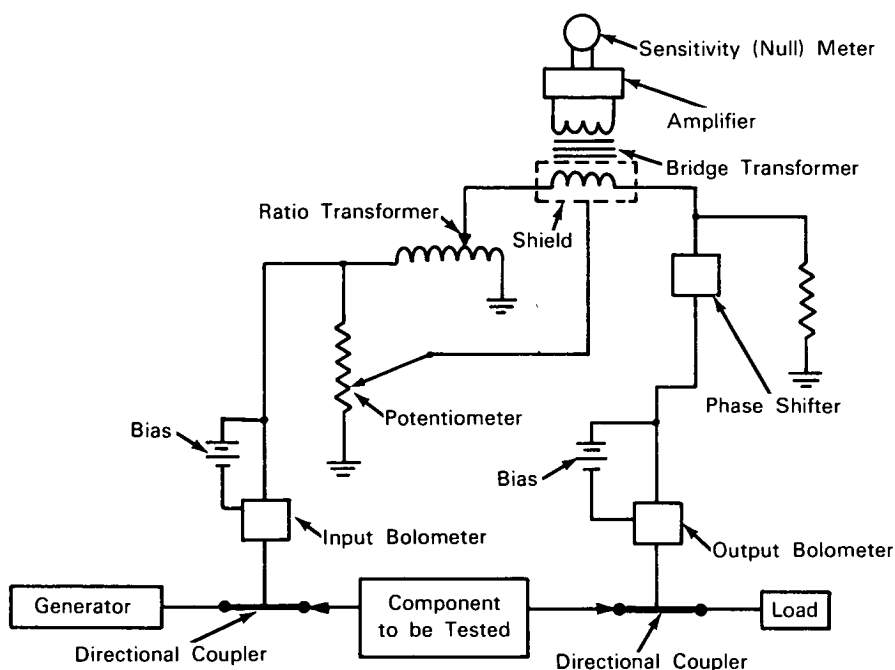 Sensitivity (Null) Meter
Amplifier
Bridge Transformer
Ratio Transformer
Shield
Phase Shifter
Potentiometer
Bias
Bias
Input Bolometer
Output Bolometer
Generator
Component
to be Tested
Load
Directional Coupler
Directional Coupler